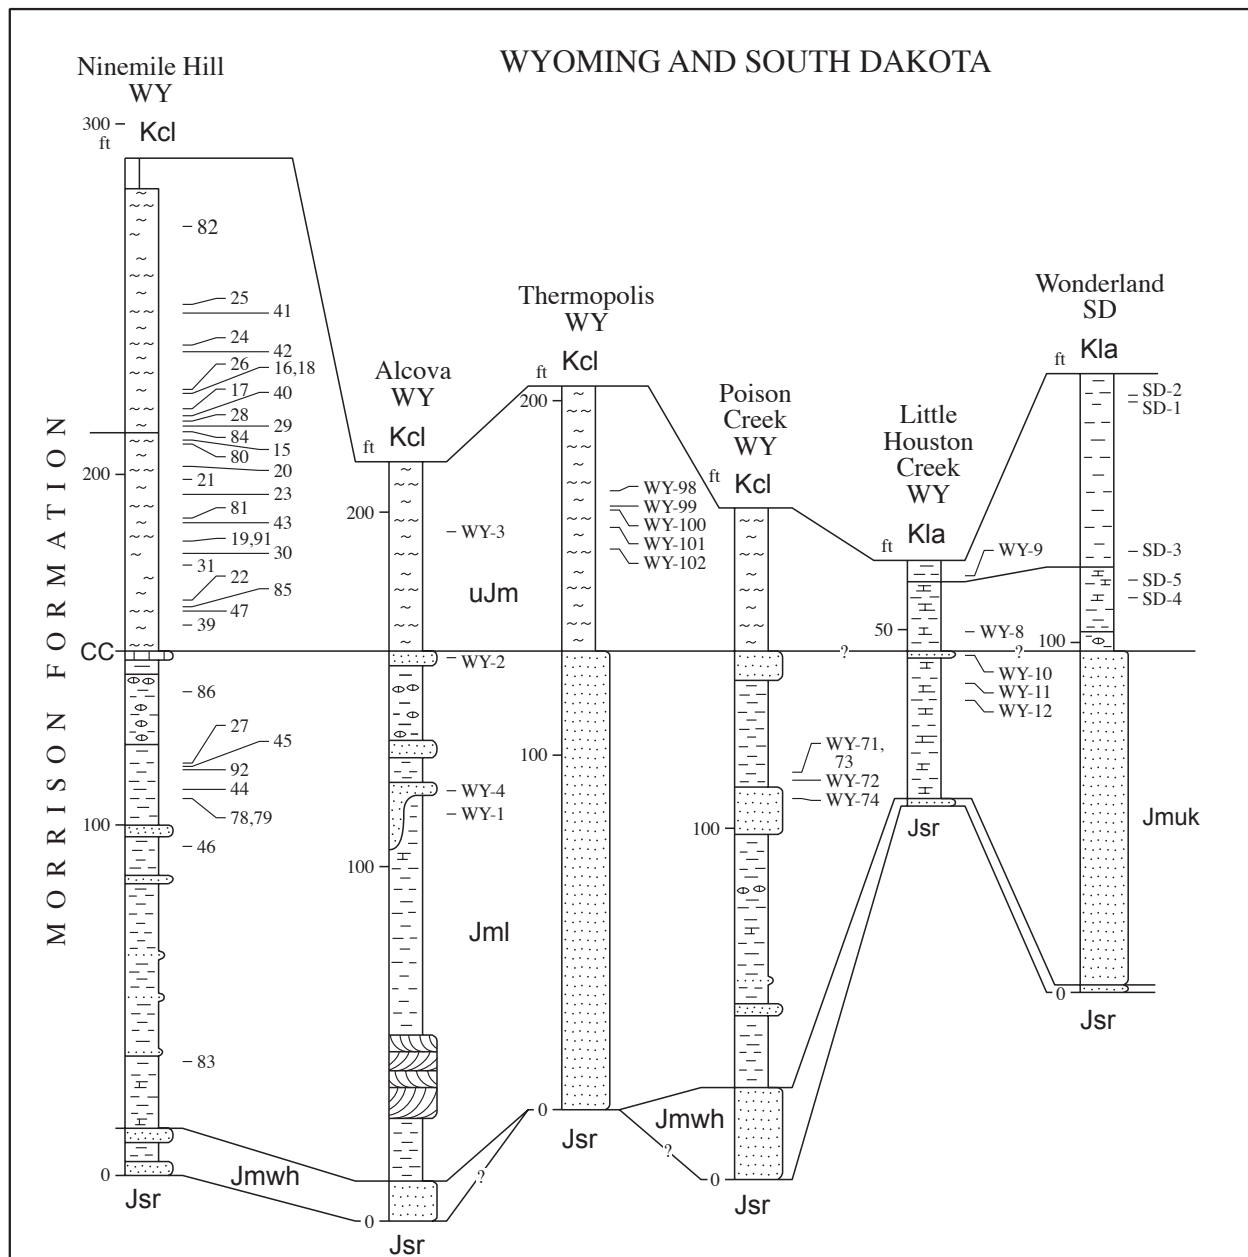 WYOMING AND SOUTH DAKOTA
MORRISON FORMATION
Ninemile Hill
WY
300
ft
Kcl
82
25
41
24
42
26
16,18
17
40
28
29
84
15
80
20
200
21
23
81
43
19,91
30
31
22
85
47
39
CC
86
27
45
92
44
78,79
100
46
83
0
Jsr
Jmwh
Alcova
WY
ft
Kcl
200
WY-3
uJm
WY-2
WY-4
WY-1
100
Jml
0
Jsr
?
Thermopolis
WY
ft
Kcl
200
WY-98
WY-99
WY-100
WY-101
WY-102
100
0
Jsr
Jmwh
?
Poison
Creek
WY
ft
Kcl
WY-71,
73
WY-72
WY-74
100
0
Jsr
?
Little
Houston
Creek
WY
Kla
ft
WY-9
50
WY-8
?
WY-10
WY-11
WY-12
Jsr
Wonderland
SD
ft
Kla
SD-2
SD-1
SD-3
SD-5
SD-4
100
Jmuk
0
Jsr